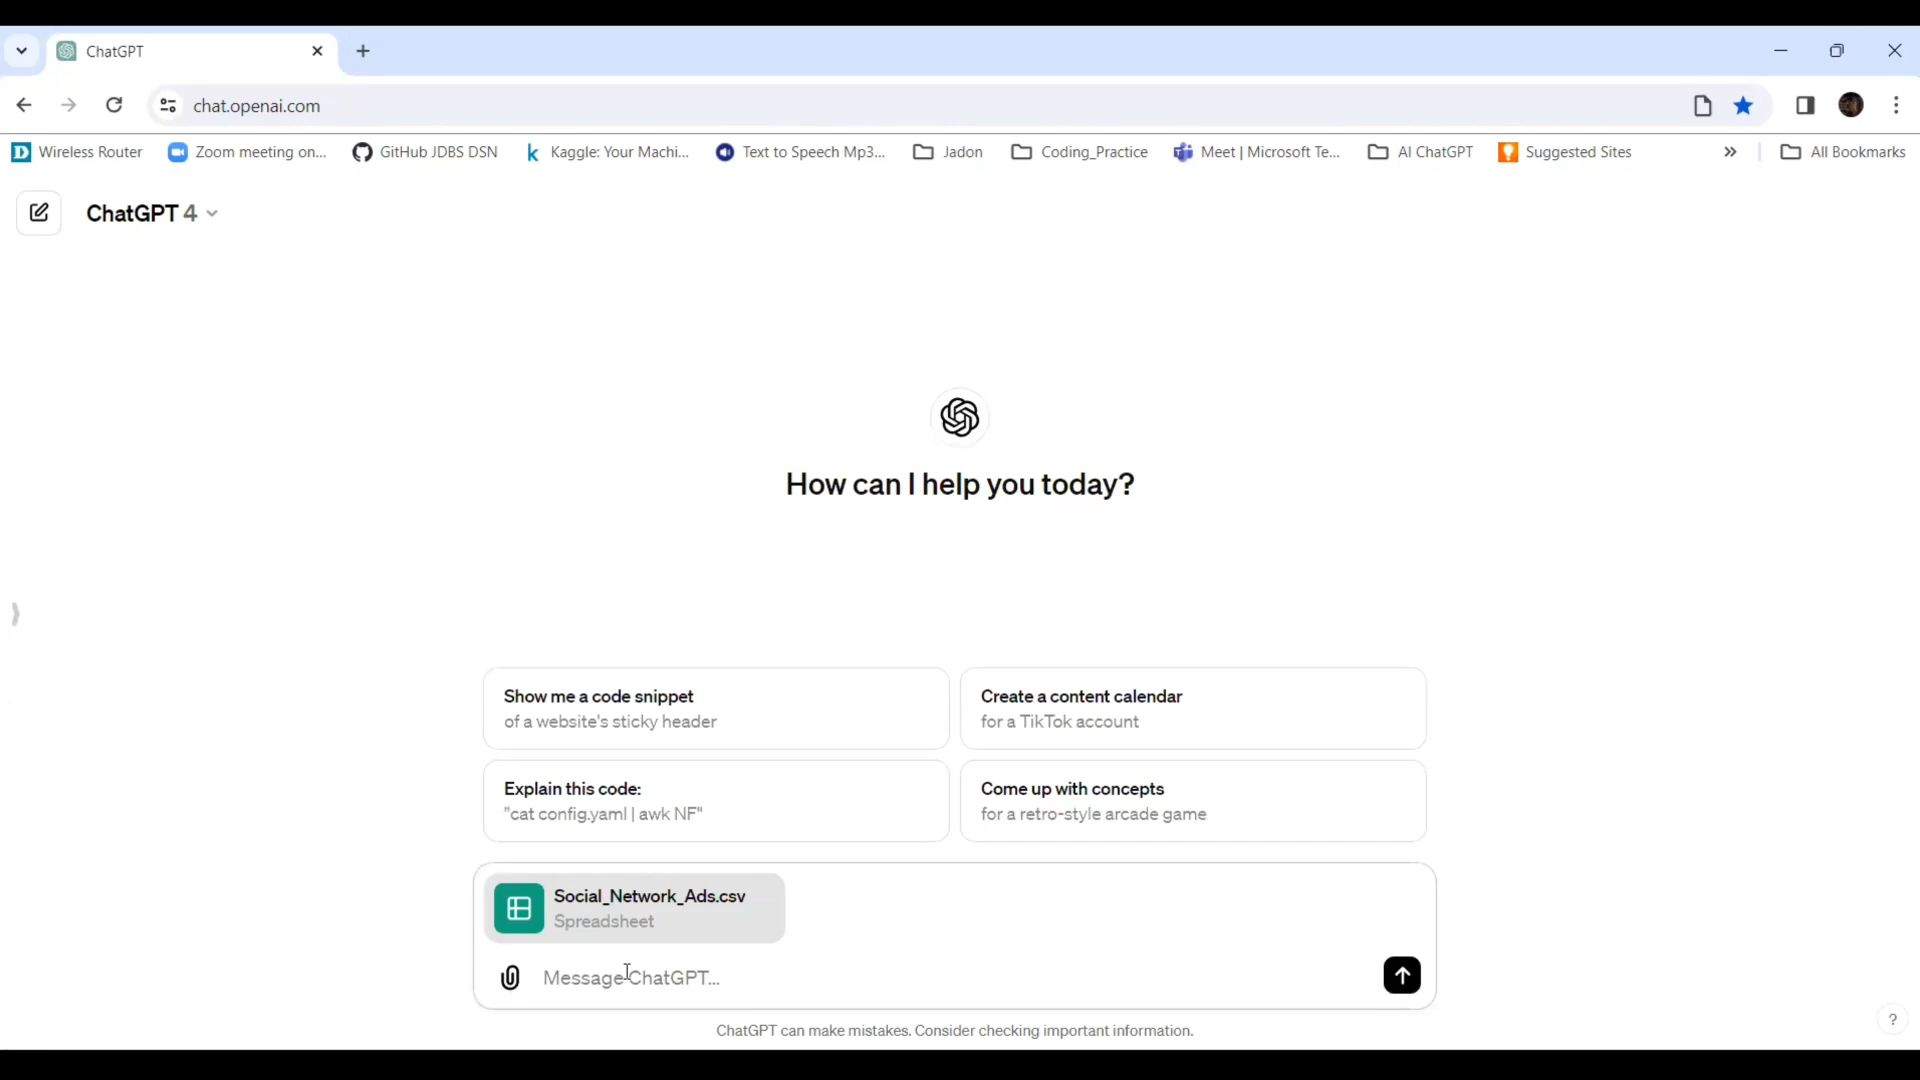 ChatGPT
chat.openai.com
Wireless Router
Zoom meeting on...
GitHub JDBS DSN
Kaggle: Your Machi...
Text to Speech Mp3...
Jadon
Coding_Practice
Meet | Microsoft Te...
AI ChatGPT
Suggested Sites
»
All Bookmarks
ChatGPT 4
How can I help you today?
Show me a code snippet
of a website's sticky header
Create a content calendar
for a TikTok account
Explain this code:
"cat config.yaml | awk NF"
Come up with concepts
for a retro-style arcade game
Social_Network_Ads.csv
Spreadsheet
Message ChatGPT...
ChatGPT can make mistakes. Consider checking important information.
?